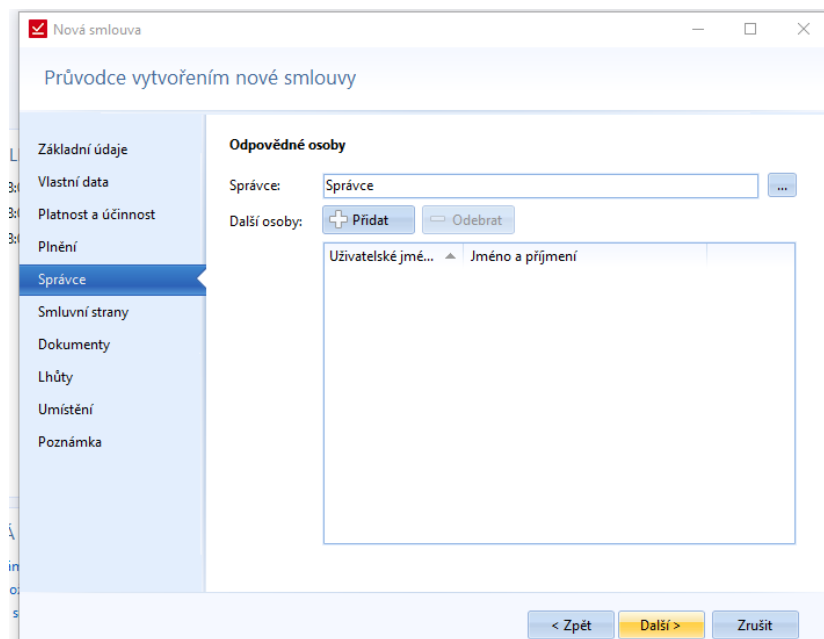 Nová smlouva
Průvodce vytvořením nové smlouvy
Základní údaje
Vlastní data
Platnost a účinnost
Plnění
Správce
Smluvní strany
Dokumenty
Lhůty
Umístění
Poznámka
Odpovědné osoby
Správce: Správce ...
Další osoby: Přidat Odebrat
Uživatelské jmé... Jméno a příjmení
< Zpět Další > Zrušit